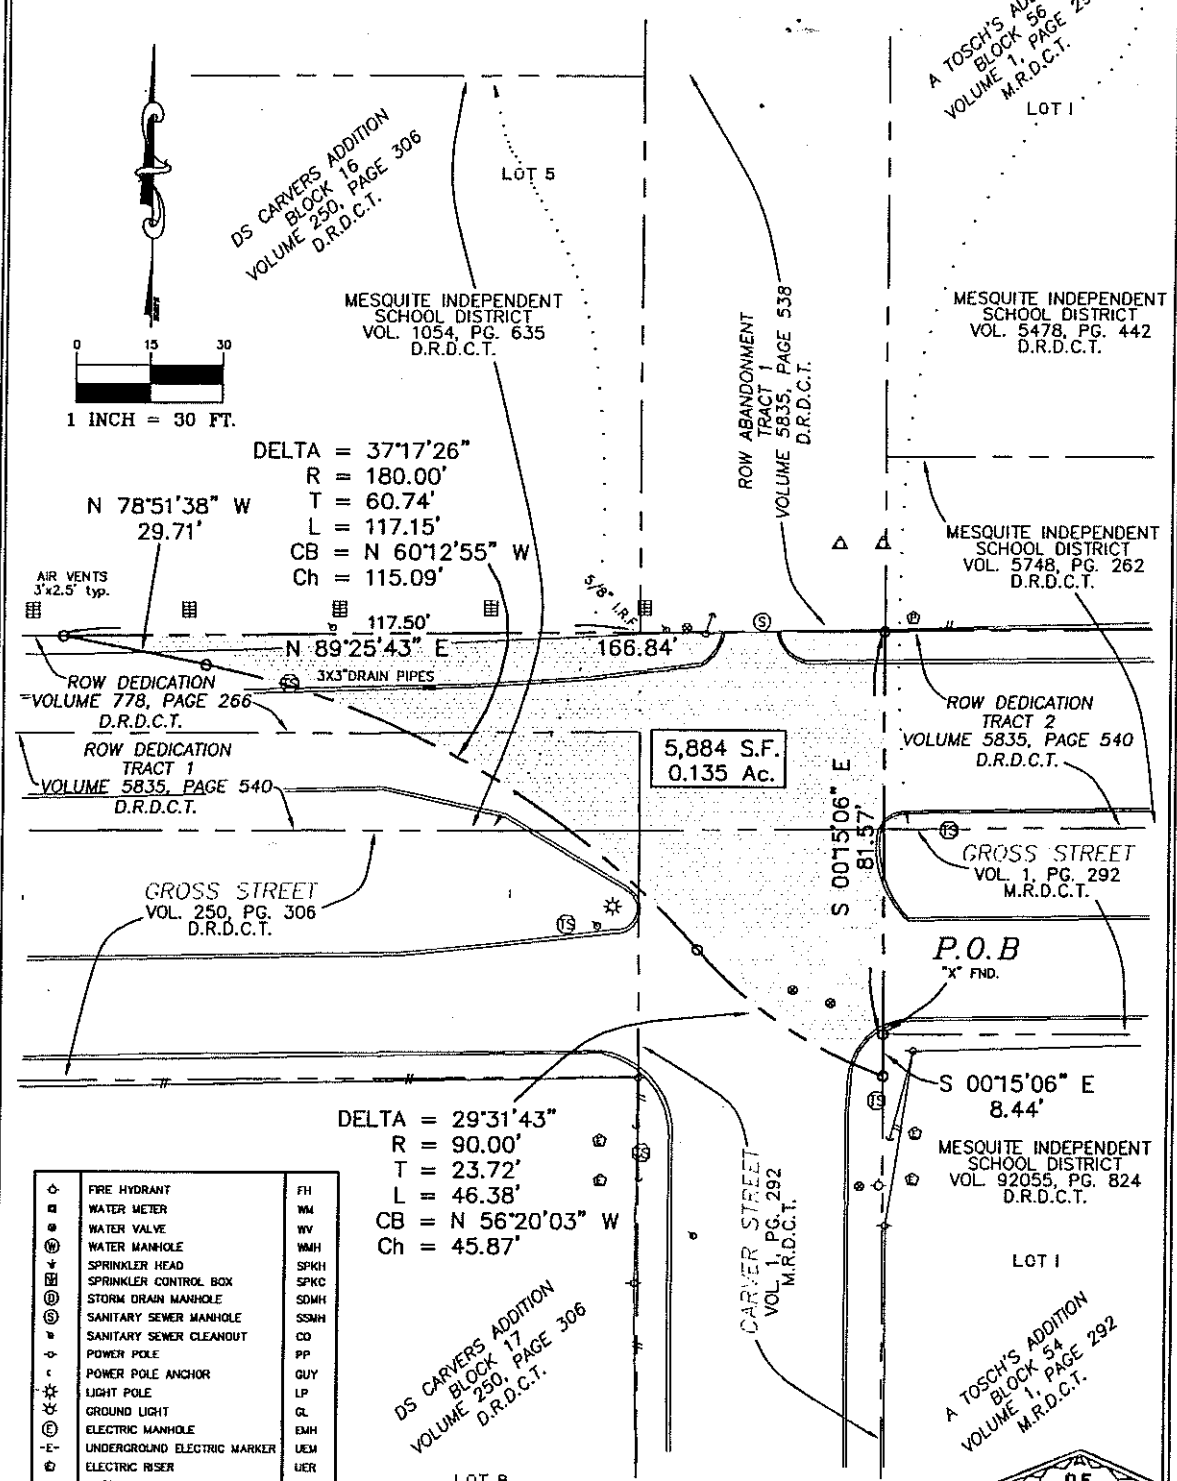 A TOSCH'S
BLOCK 56
VOLUME 1, PAGE
M.R.D.C.T.
LOT 1
DS CARVERS ADDITION
BLOCK 16
VOLUME 250, PAGE 306
D.R.D.C.T.
LOT 5
MESQUITE INDEPENDENT
SCHOOL DISTRICT
VOL. 1054, PG. 635
D.R.D.C.T.
ROW ABANDONMENT
TRACT 1
VOLUME 5835, PAGE 538
D.R.D.C.T.
MESQUITE INDEPENDENT
SCHOOL DISTRICT
VOL. 5478, PG. 442
D.R.D.C.T.
0 15 30
1 INCH = 30 FT.
DELTA = 37°17'26"
R = 180.00'
T = 60.74'
L = 117.15'
CB = N 60°12'55" W
Ch = 115.09'
N 78°51'38" W
29.71'
MESQUITE INDEPENDENT
SCHOOL DISTRICT
VOL. 5748, PG. 262
D.R.D.C.T.
AIR VENTS
3'x2.5' typ.
5/8" I.R.F.
117.50'
N 89°25'43" E
166.84'
3X3"DRAIN PIPES
ROW DEDICATION
VOLUME 778, PAGE 266
D.R.D.C.T.
ROW DEDICATION
TRACT 1
VOLUME 5835, PAGE 540
D.R.D.C.T.
5,884 S.F.
0.135 Ac.
S 00°15'06" E
81.57'
ROW DEDICATION
TRACT 2
VOLUME 5835, PAGE 540
D.R.D.C.T.
TS
TS
GROSS STREET
VOL. 1, PG. 292
M.R.D.C.T.
GROSS STREET
VOL. 250, PG. 306
D.R.D.C.T.
TS
P.O.B
"X" FND.
S 00°15'06" E
8.44'
TS
TS
DELTA = 29°31'43"
R = 90.00'
T = 23.72'
L = 46.38'
CB = N 56°20'03" W
Ch = 45.87'
MESQUITE INDEPENDENT
SCHOOL DISTRICT
VOL. 92055, PG. 824
D.R.D.C.T.
CARVER STREET
VOL. 1, PG. 292
M.R.D.C.T.
LOT 1
DS CARVERS ADDITION
BLOCK 17
VOLUME 250, PAGE 306
D.R.D.C.T.
A TOSCH'S ADDITION
BLOCK 54
VOLUME 1, PAGE 292
M.R.D.C.T.
FIRE HYDRANT FH
WATER METER WM
WATER VALVE WV
W WATER MANHOLE WMH
SPRINKLER HEAD SPKH
SPRINKLER CONTROL BOX SPKC
D STORM DRAIN MANHOLE SDMH
S SANITARY SEWER MANHOLE SSMH
SANITARY SEWER CLEANOUT CO
POWER POLE PP
POWER POLE ANCHOR GUY
LIGHT POLE LP
GROUND LIGHT GL
E ELECTRIC MANHOLE EMH
-E- UNDERGROUND ELECTRIC MARKER UEM
E ELECTRIC RISER UER